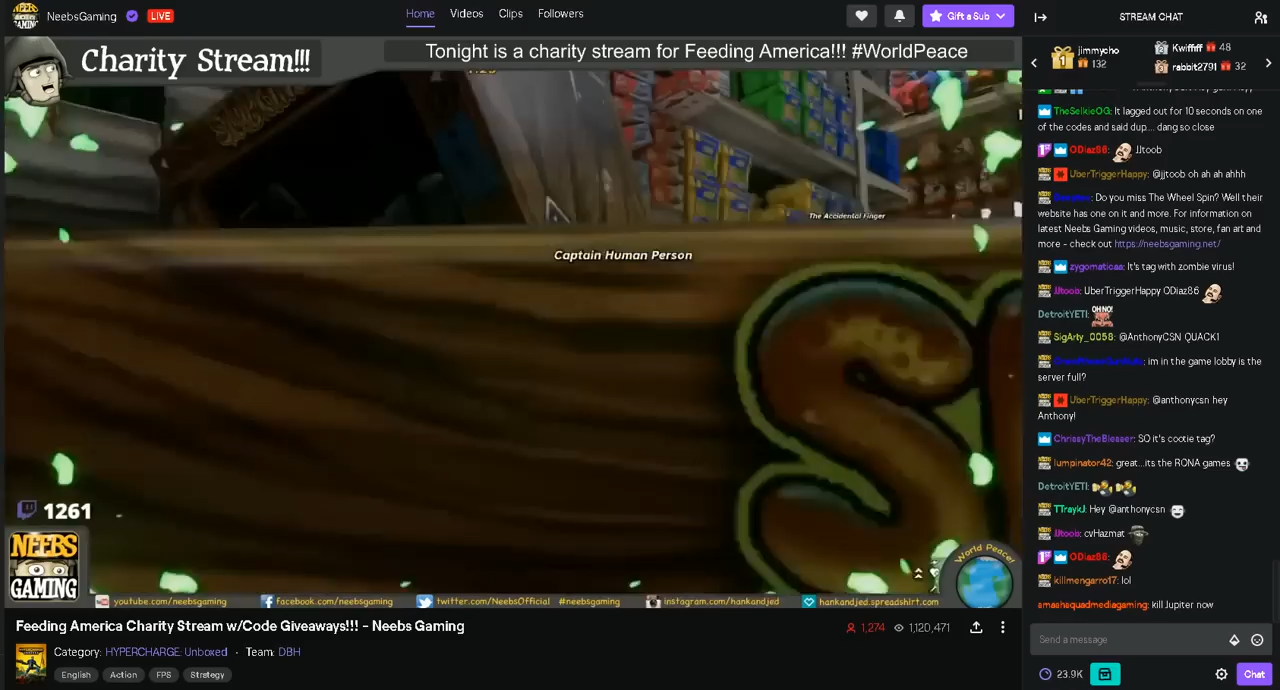 NeebsGaming LIVE
Home Videos Clips Followers
Gift a Sub
STREAM CHAT
Charity Stream!!!
Tonight is a charity stream for Feeding America!!! #WorldPeace
1 jimmycho 132
2 Kwiffff 48
3 rabbit2791 32
TheSelkieOG: It lagged out for 10 seconds on one
of the codes and said dup... dang so close
ODiaz86: JJtoob
UberTriggerHappy: @jjtoob oh ah ah ahhh
: Do you miss The Wheel Spin? Well their
website has one on it and more. For information on
latest Neebs Gaming videos, music, store, fan art and
more - check out https://neebsgaming.net/
zygomaticaa: It's tag with zombie virus!
JJtoob: UberTriggerHappy ODiaz86
DetroitYETI: OH NO!
SigArty_0058: @AnthonyCSN QUACK1
: im in the game lobby is the
server full?
UberTriggerHappy: @anthonycsn hey
Anthony!
ChrissyTheBlesser: SO it's cootie tag?
lumpinator42: great...its the RONA games
DetroitYETI:
TTraykJ: Hey @anthonycsn
JJtoob: cvHazmat
ODiaz86:
killmengarro17: lol
amashsquadmediagaming: kill Jupiter now
The Accidental Finger
Captain Human Person
1261
NEEBS
GAMING
World Peace!
youtube.com/neebsgaming
facebook.com/neebsgaming
twitter.com/NeebsOfficial #neebsgaming
instagram.com/hankandjed
hankandjed.spreadshirt.com
Feeding America Charity Stream w/Code Giveaways!!! - Neebs Gaming
1,274 1,120,471
Category: HYPERCHARGE: Unboxed · Team: DBH
English Action FPS Strategy
Send a message
23.9K
Chat